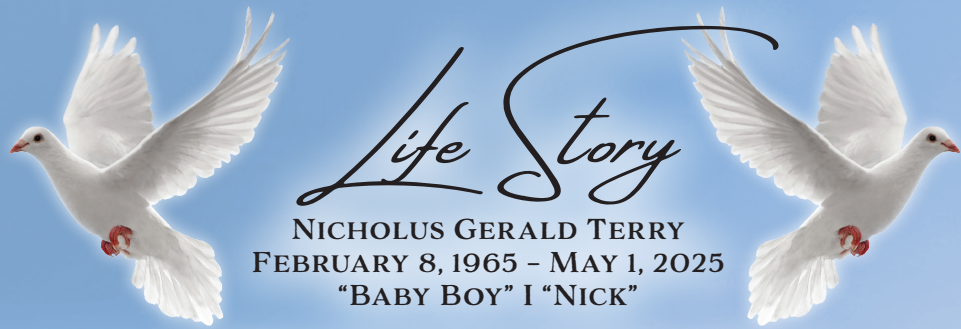 Life Story
NICHOLUS GERALD TERRY
FEBRUARY 8, 1965 – MAY 1, 2025
“BABY BOY” I “NICK”